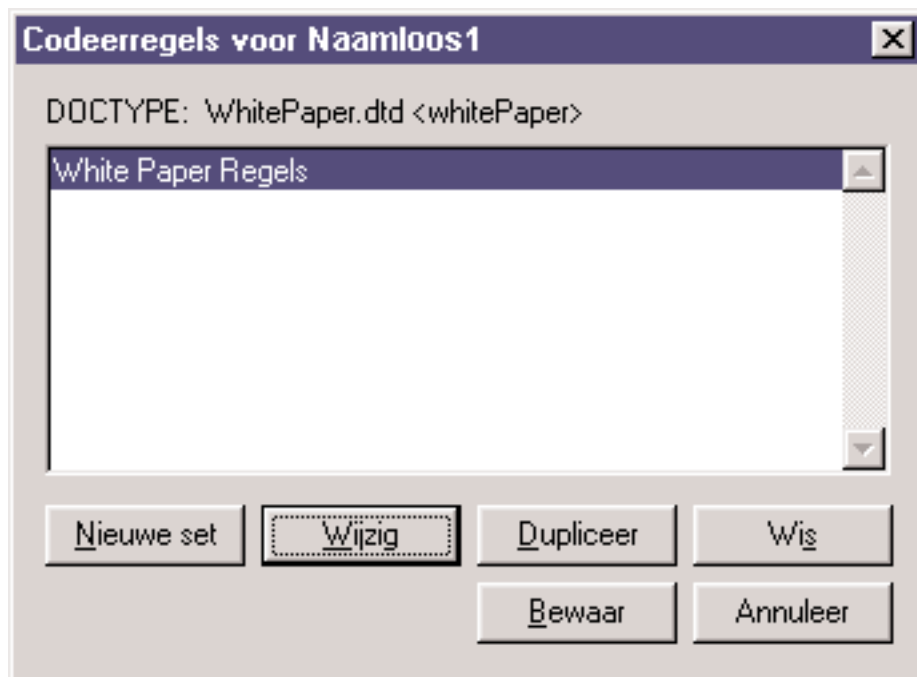 Codeerregels voor Naamloos1
DOCTYPE: WhitePaper.dtd <whitePaper>
White Paper Regels
Nieuwe set Wijzig Dupliceer Wis
Bewaar Annuleer